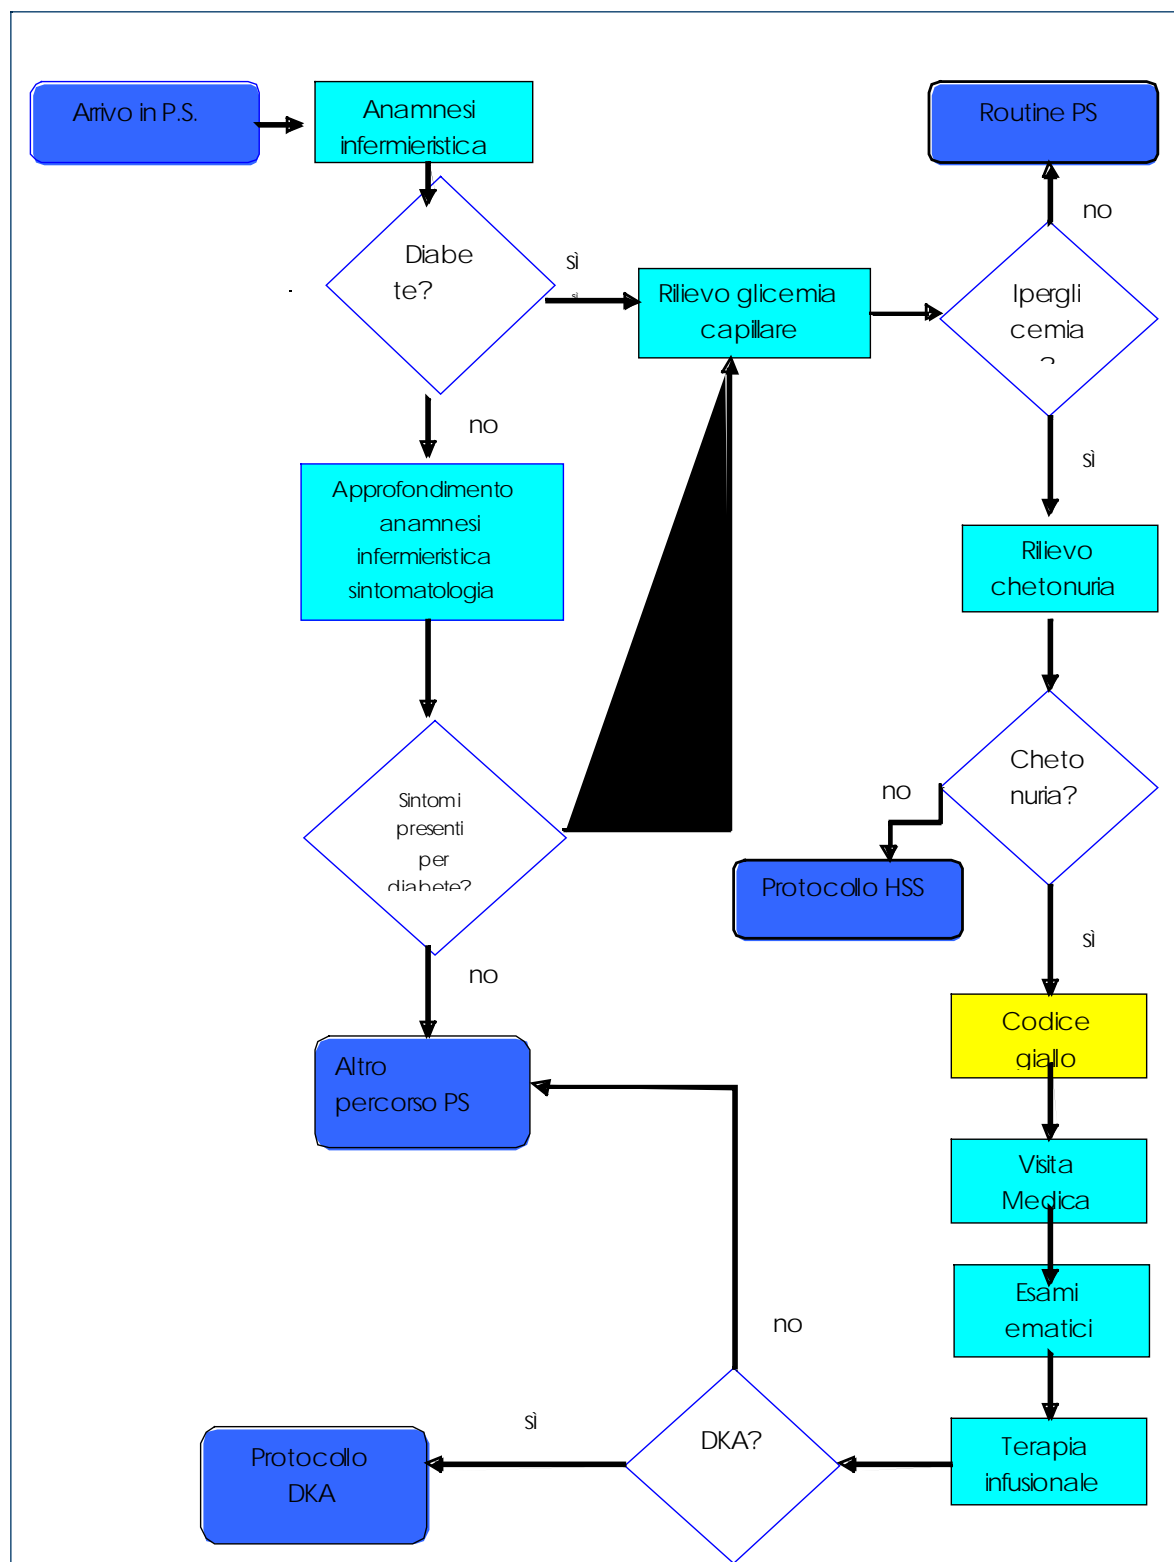 Arrivo in P.S.
Anamnesi
infermieristica
Routine PS
no
Diabe
te?
sì
sì
Rilievo glicemia
capillare
Ipergli
cemia
?
no
sì
Approfondimento
anamnesi
infermieristica
sintomatologia
Rilievo
chetonuria
Sintomi
presenti
per
diabete?
Cheto
nuria?
no
Protocollo HSS
sì
no
Codice
giallo
Altro
percorso PS
Visita
Medica
Esami
ematici
no
sì
DKA?
Protocollo
DKA
Terapia
infusionale